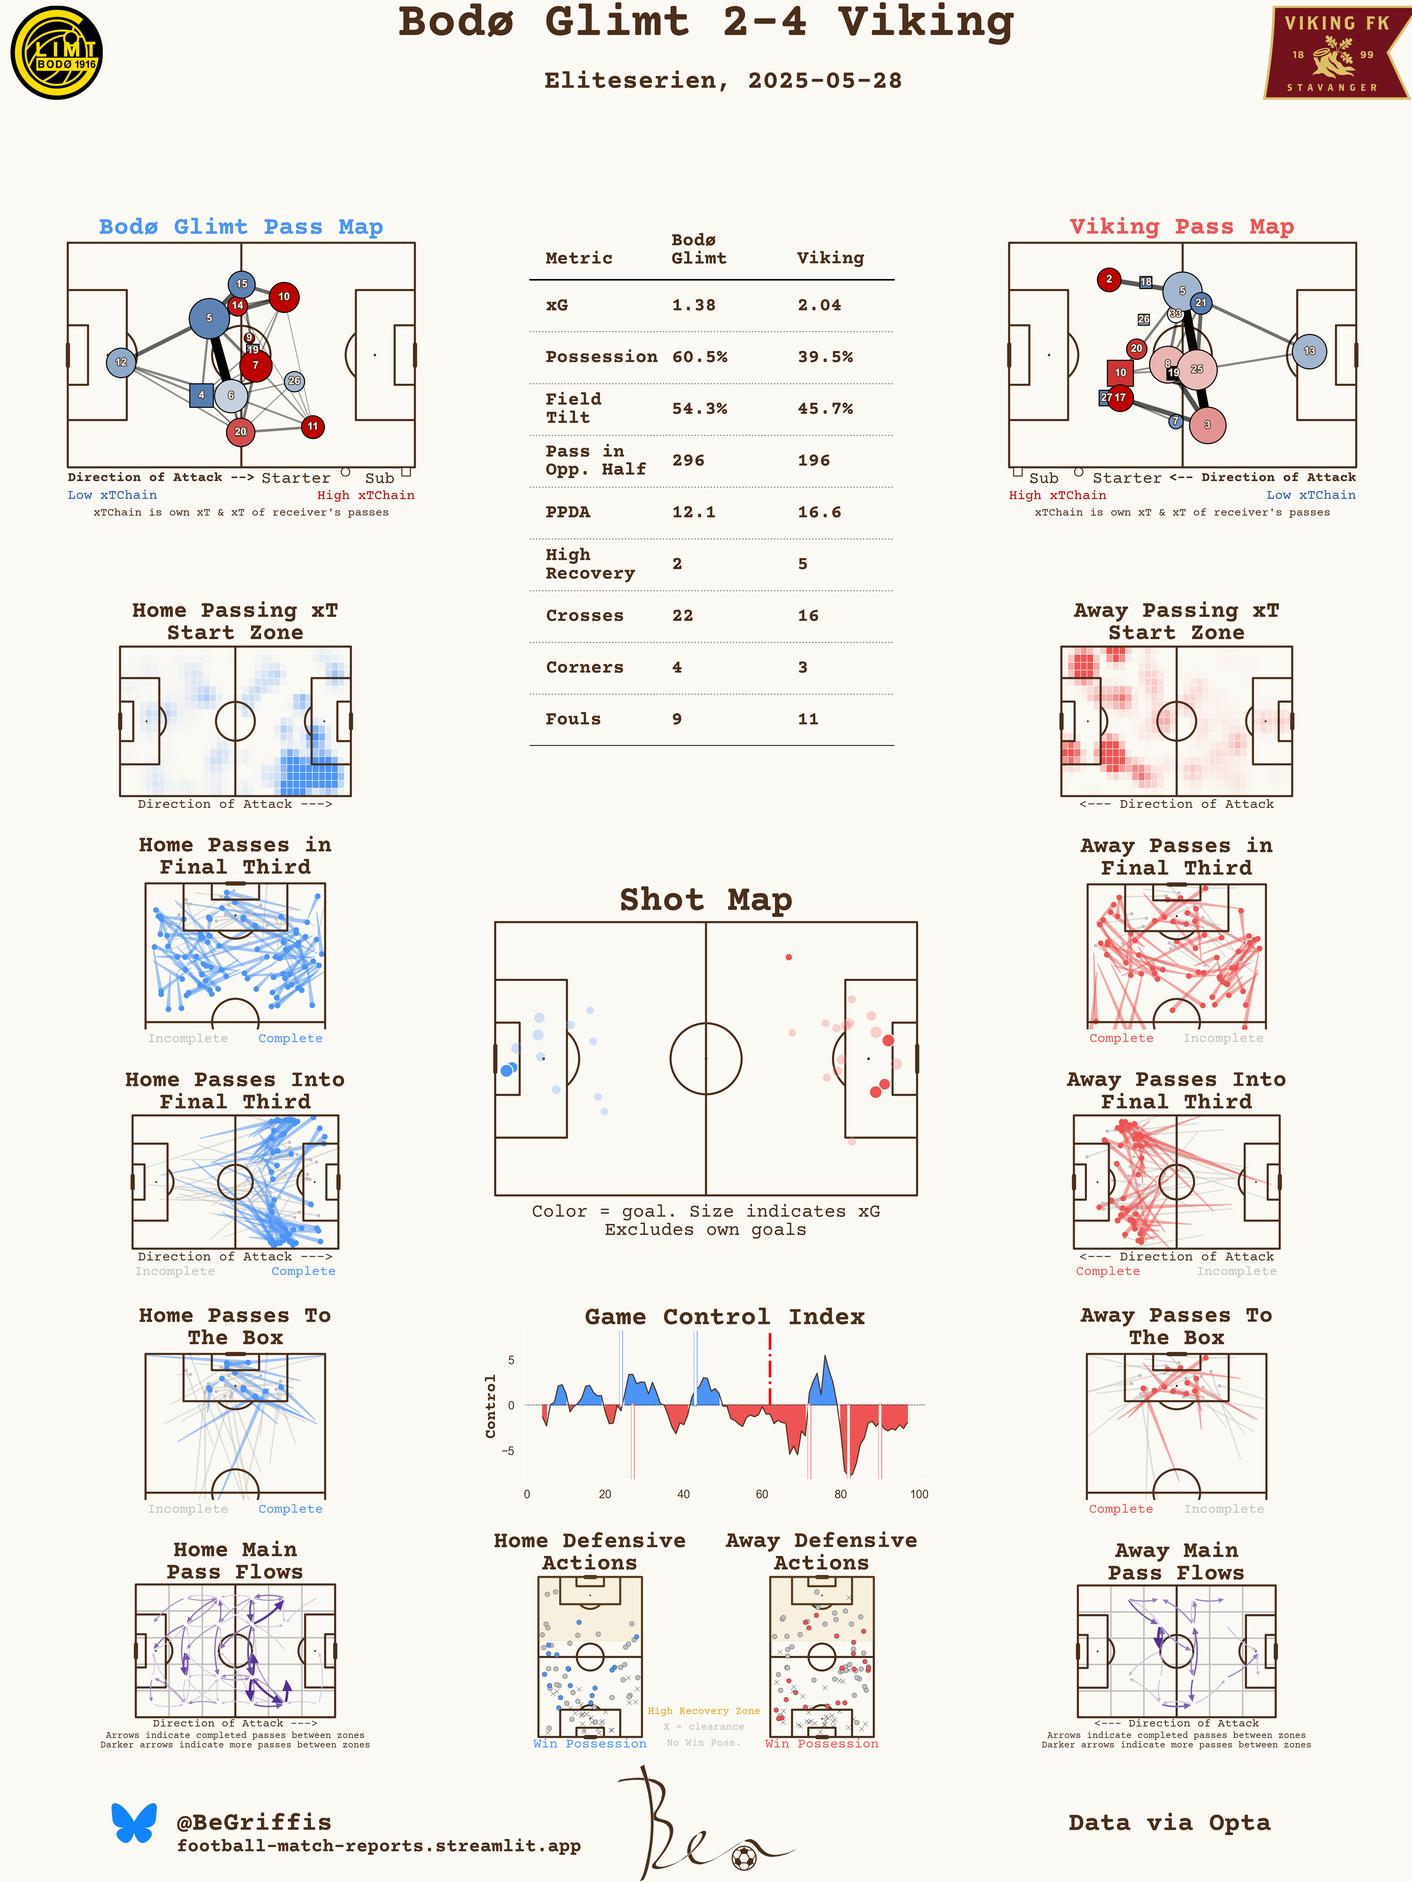 Bodø Glimt 2-4 Viking
Eliteserien, 2025-05-28
LIMT
BODØ 1916
VIKING FK
18 99
STAVANGER
Bodø Glimt Pass Map
15
10
14
5
9
19
7
12
26
4
6
20
11
Direction of Attack --> Starter Sub
Low xTChain High xTChain
xTChain is own xT & xT of receiver's passes
Metric Bodø Glimt Viking
xG 1.38 2.04
Possession 60.5% 39.5%
Field Tilt 54.3% 45.7%
Pass in Opp. Half 296 196
PPDA 12.1 16.6
High Recovery 2 5
Crosses 22 16
Corners 4 3
Fouls 9 11
Viking Pass Map
2
18
5
21
33
26
20
13
8
10
19
25
27
17
7
3
Sub Starter <-- Direction of Attack
High xTChain Low xTChain
xTChain is own xT & xT of receiver's passes
Home Passing xT
Start Zone
Direction of Attack --->
Away Passing xT
Start Zone
<--- Direction of Attack
Home Passes in
Final Third
Incomplete Complete
Away Passes in
Final Third
Complete Incomplete
Shot Map
Color = goal. Size indicates xG
Excludes own goals
Home Passes Into
Final Third
Direction of Attack --->
Incomplete Complete
Away Passes Into
Final Third
<--- Direction of Attack
Complete Incomplete
Home Passes To
The Box
Incomplete Complete
Game Control Index
Control
5
0
−5
0 20 40 60 80 100
Away Passes To
The Box
Complete Incomplete
Home Main
Pass Flows
Direction of Attack --->
Arrows indicate completed passes between zones
Darker arrows indicate more passes between zones
Home Defensive
Actions
Win Possession
High Recovery Zone
X = clearance
No Win Poss.
Away Defensive
Actions
Win Possession
Away Main
Pass Flows
<--- Direction of Attack
Arrows indicate completed passes between zones
Darker arrows indicate more passes between zones
@BeGriffis
football-match-reports.streamlit.app
Ben
Data via Opta